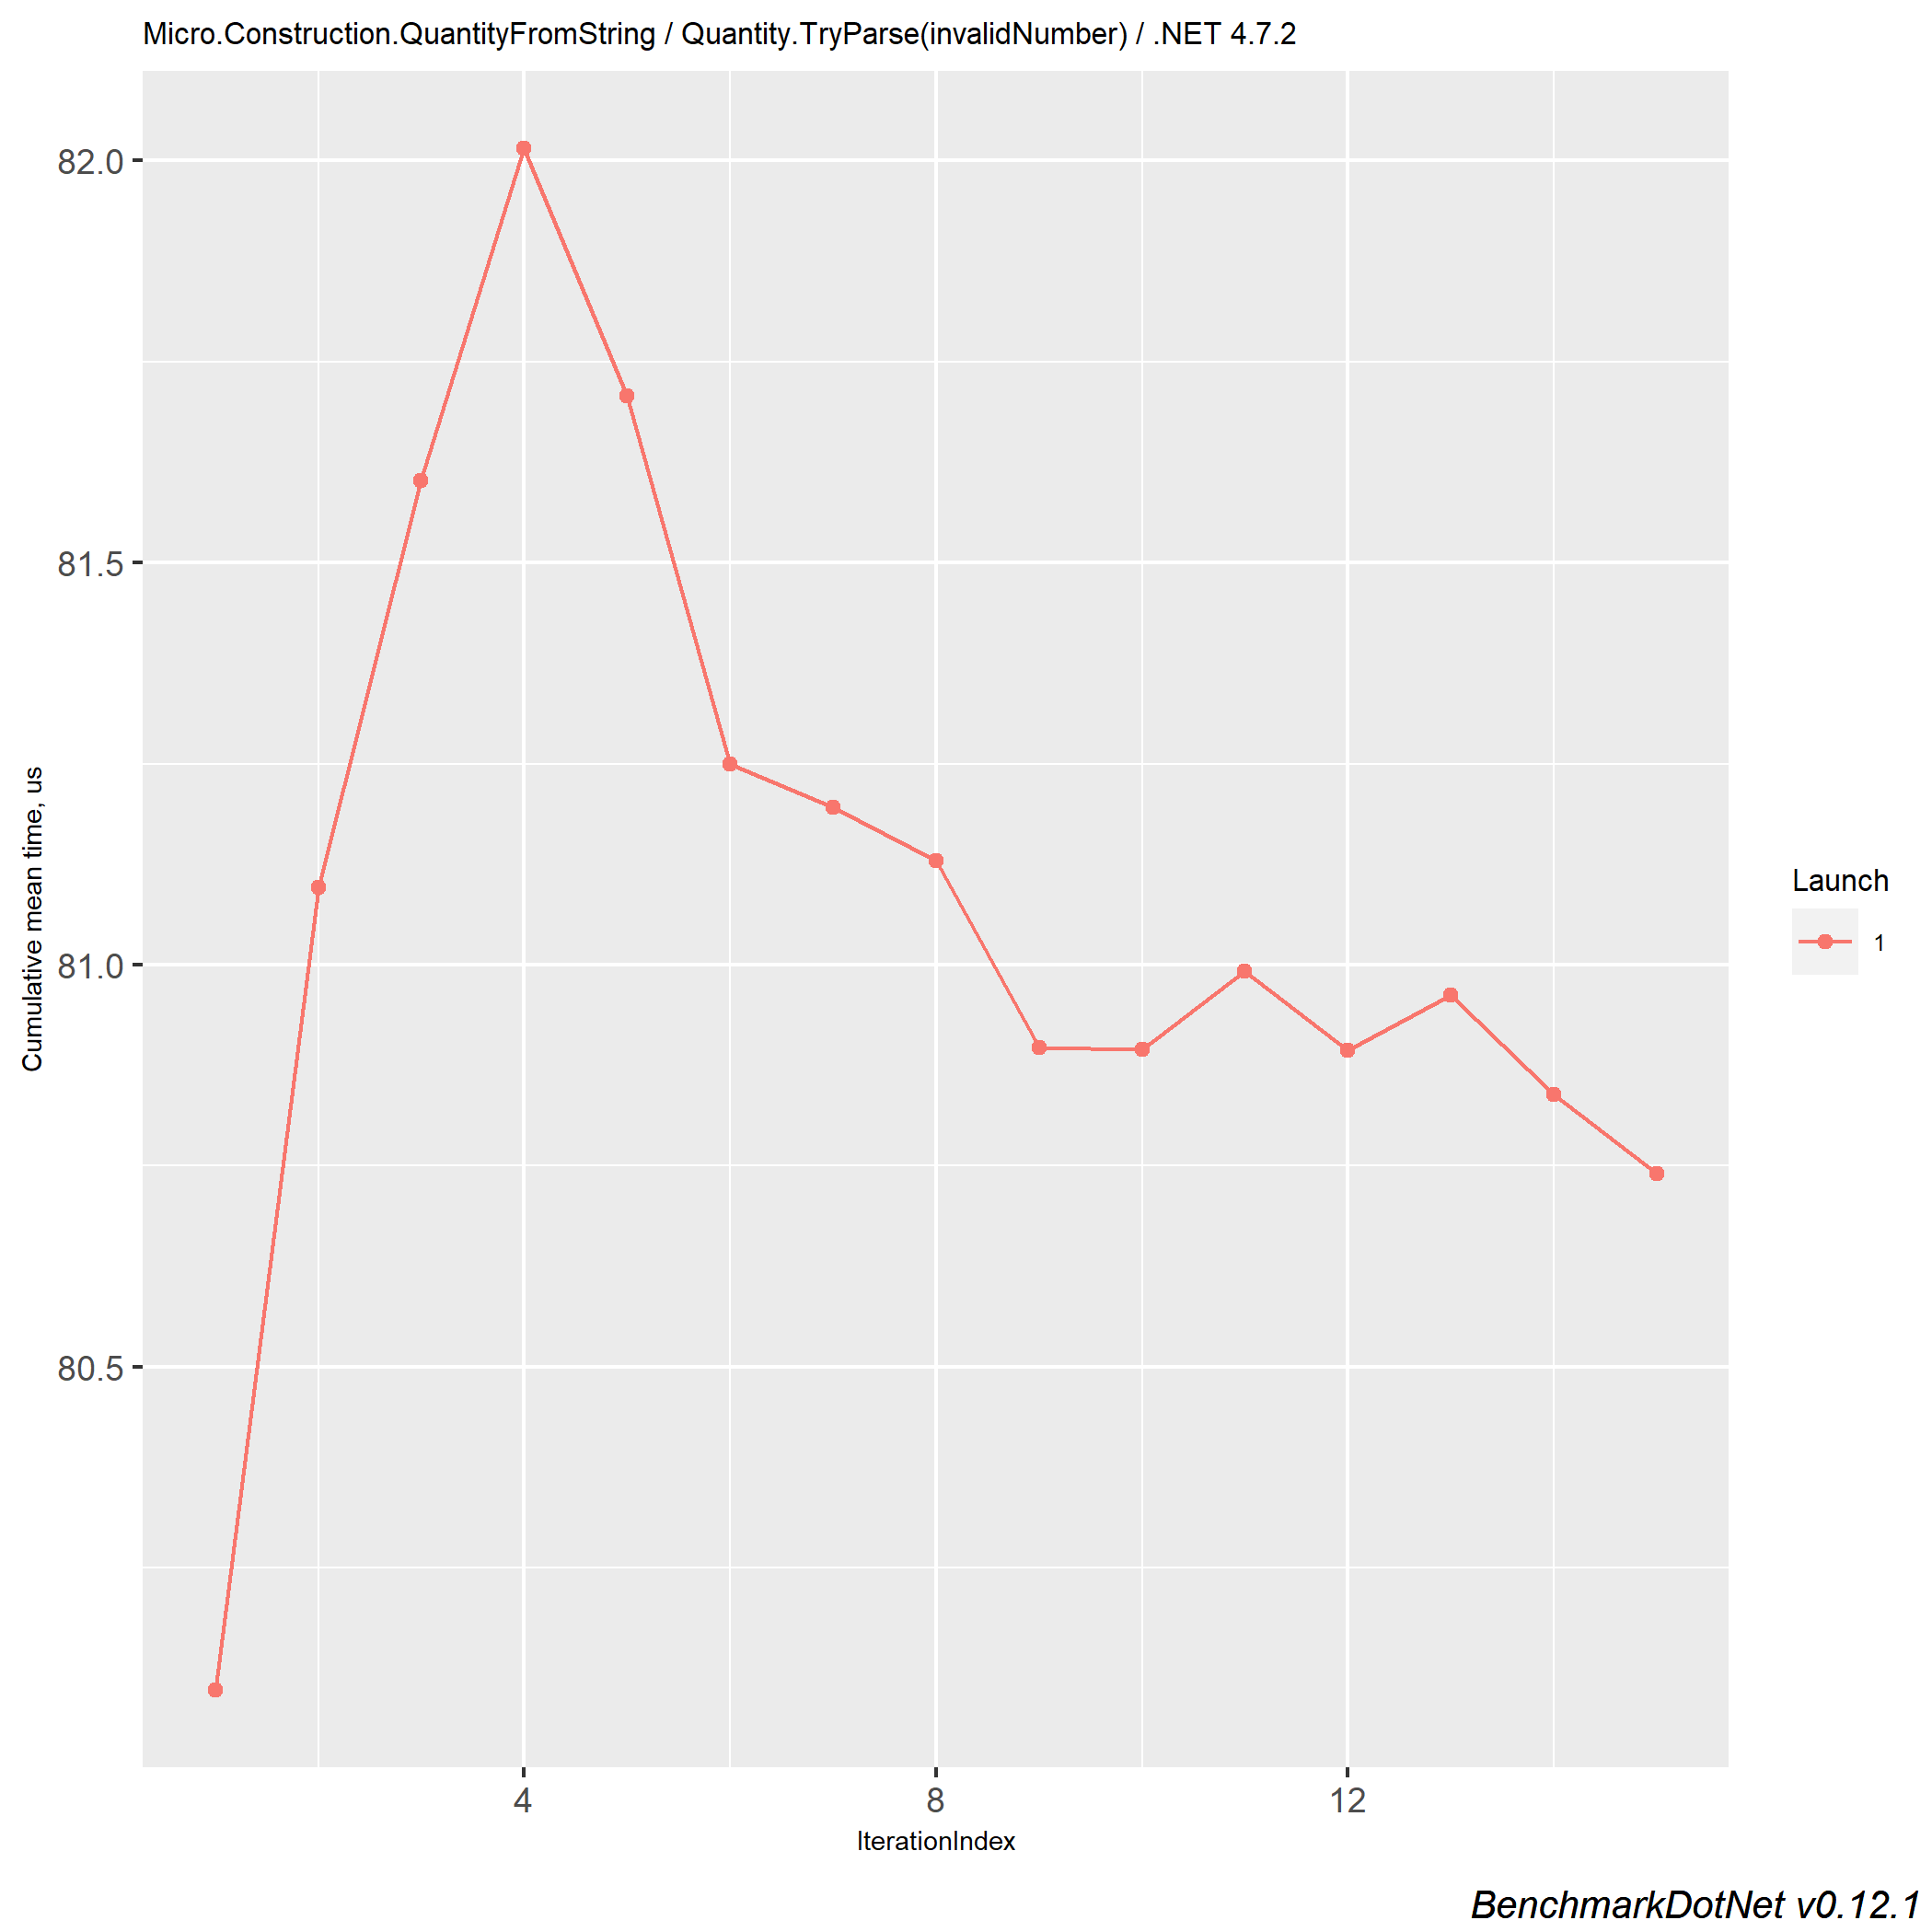 Micro.Construction.QuantityFromString / Quantity.TryParse(invalidNumber) / .NET 4.7.2
82.0
81.5
81.0
80.5
Cumulative mean time, us
4
8
12
IterationIndex
Launch
1
BenchmarkDotNet v0.12.1